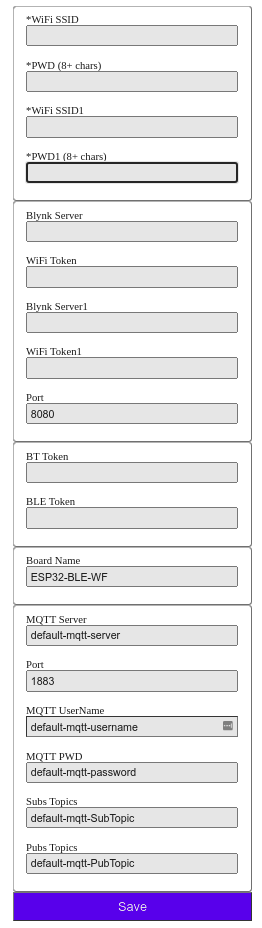 *WiFi SSID
*PWD (8+ chars)
*WiFi SSID1
*PWD1 (8+ chars)
Blynk Server
WiFi Token
Blynk Server1
WiFi Token1
Port
8080
BT Token
BLE Token
Board Name
ESP32-BLE-WF
MQTT Server
default-mqtt-server
Port
1883
MQTT UserName
default-mqtt-username
MQTT PWD
default-mqtt-password
Subs Topics
default-mqtt-SubTopic
Pubs Topics
default-mqtt-PubTopic
Save